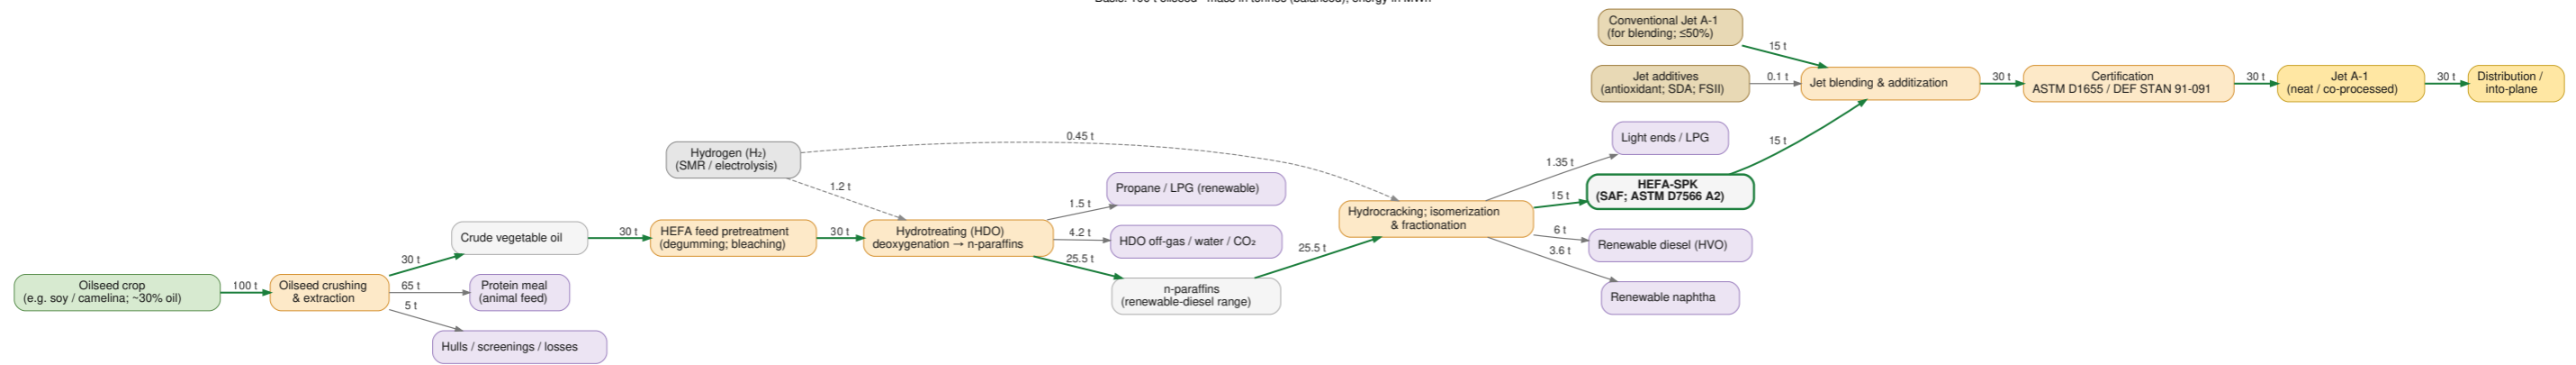 Conventional Jet A-1
(for blending; ≤50%)
15 t
Jet additives
(antioxidant; SDA; FSII)
0.1 t
Jet blending & additization
30 t
Certification
ASTM D1655 / DEF STAN 91-091
30 t
Jet A-1
(neat / co-processed)
30 t
Distribution /
into-plane
Hydrogen (H₂)
(SMR / electrolysis)
0.45 t
1.2 t
Light ends / LPG
1.35 t
15 t
HEFA-SPK
(SAF; ASTM D7566 A2)
15 t
Propane / LPG (renewable)
1.5 t
Hydrocracking; isomerization
& fractionation
Crude vegetable oil
30 t
HEFA feed pretreatment
(degumming; bleaching)
30 t
Hydrotreating (HDO)
deoxygenation → n-paraffins
4.2 t
HDO off-gas / water / CO₂
25.5 t
6 t
Renewable diesel (HVO)
3.6 t
30 t
25.5 t
Oilseed crop
(e.g. soy / camelina; ~30% oil)
100 t
Oilseed crushing
& extraction
65 t
Protein meal
(animal feed)
n-paraffins
(renewable-diesel range)
Renewable naphtha
5 t
Hulls / screenings / losses